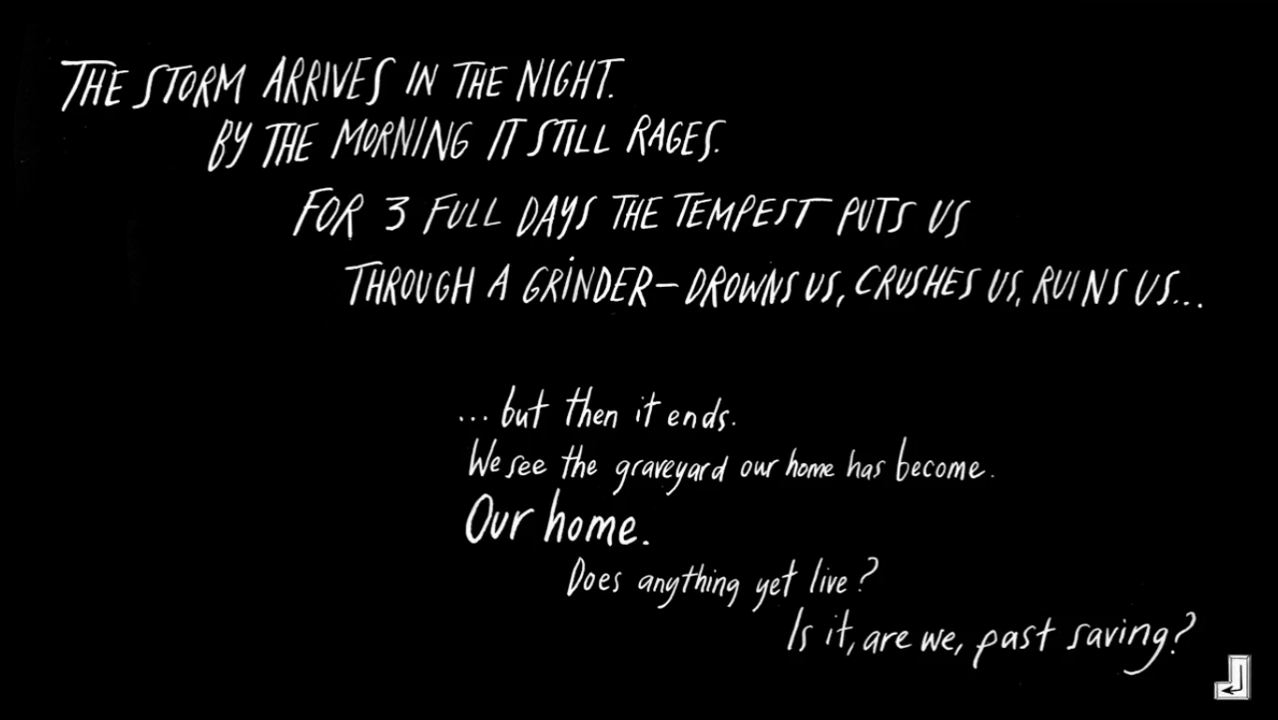 THE STORM ARRIVES IN THE NIGHT.
BY THE MORNING IT STILL RAGES.
FOR 3 FULL DAYS THE TEMPEST PUTS US
THROUGH A GRINDER—DROWNS US, CRUSHES US, RUINS US...
... but then it ends.
We see the graveyard our home has become.
Our home.
Does anything yet live?
Is it, are we, past saving?